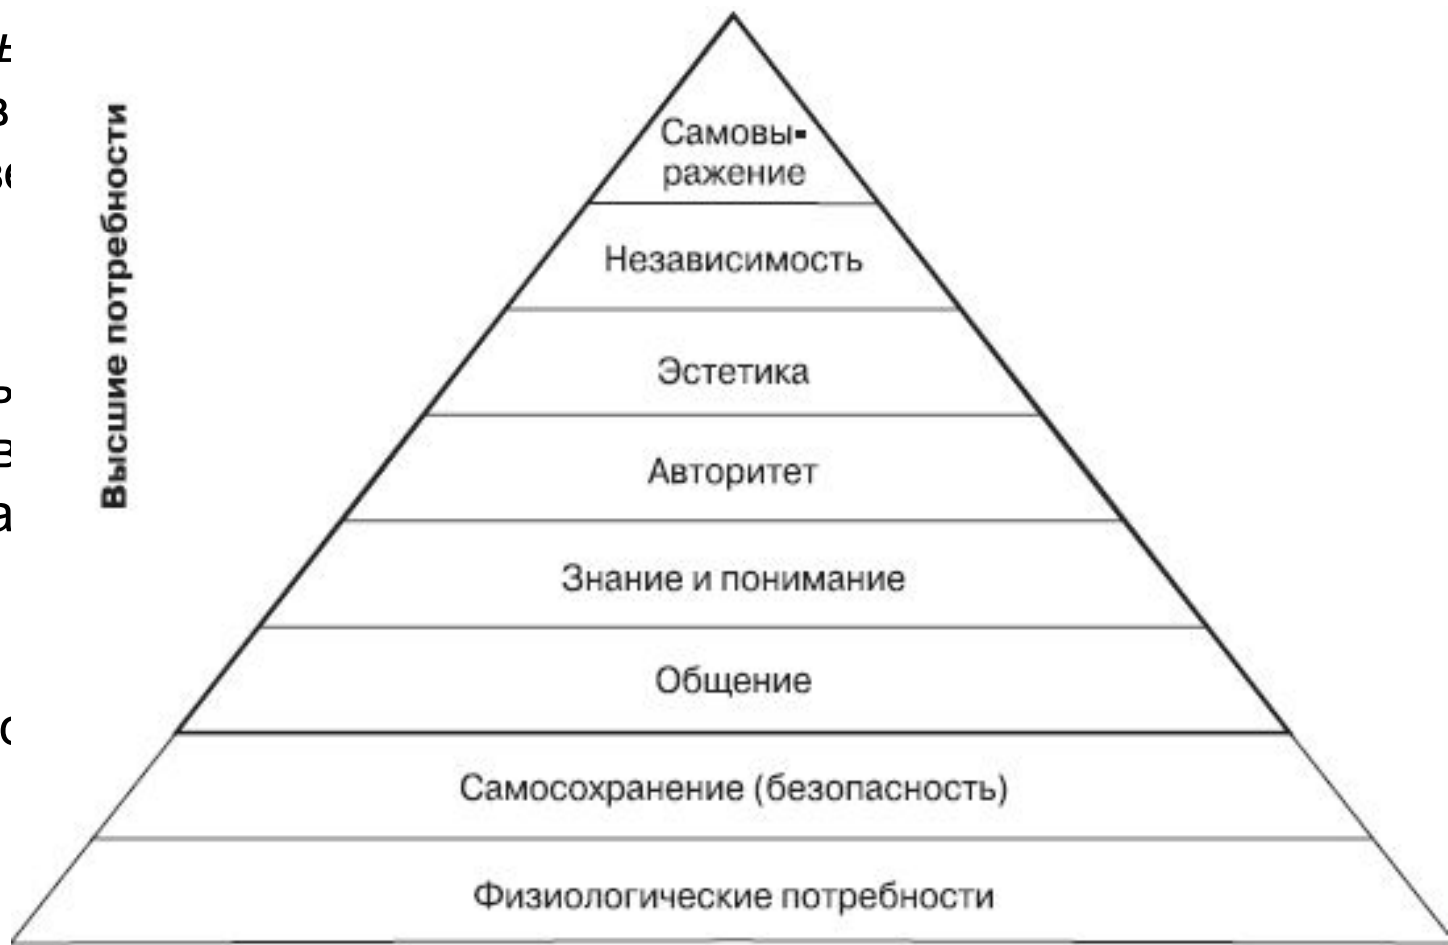 Высшие потребности
Самовы-
ражение
Независимость
Эстетика
Авторитет
Знание и понимание
Общение
Самосохранение (безопасность)
Физиологические потребности